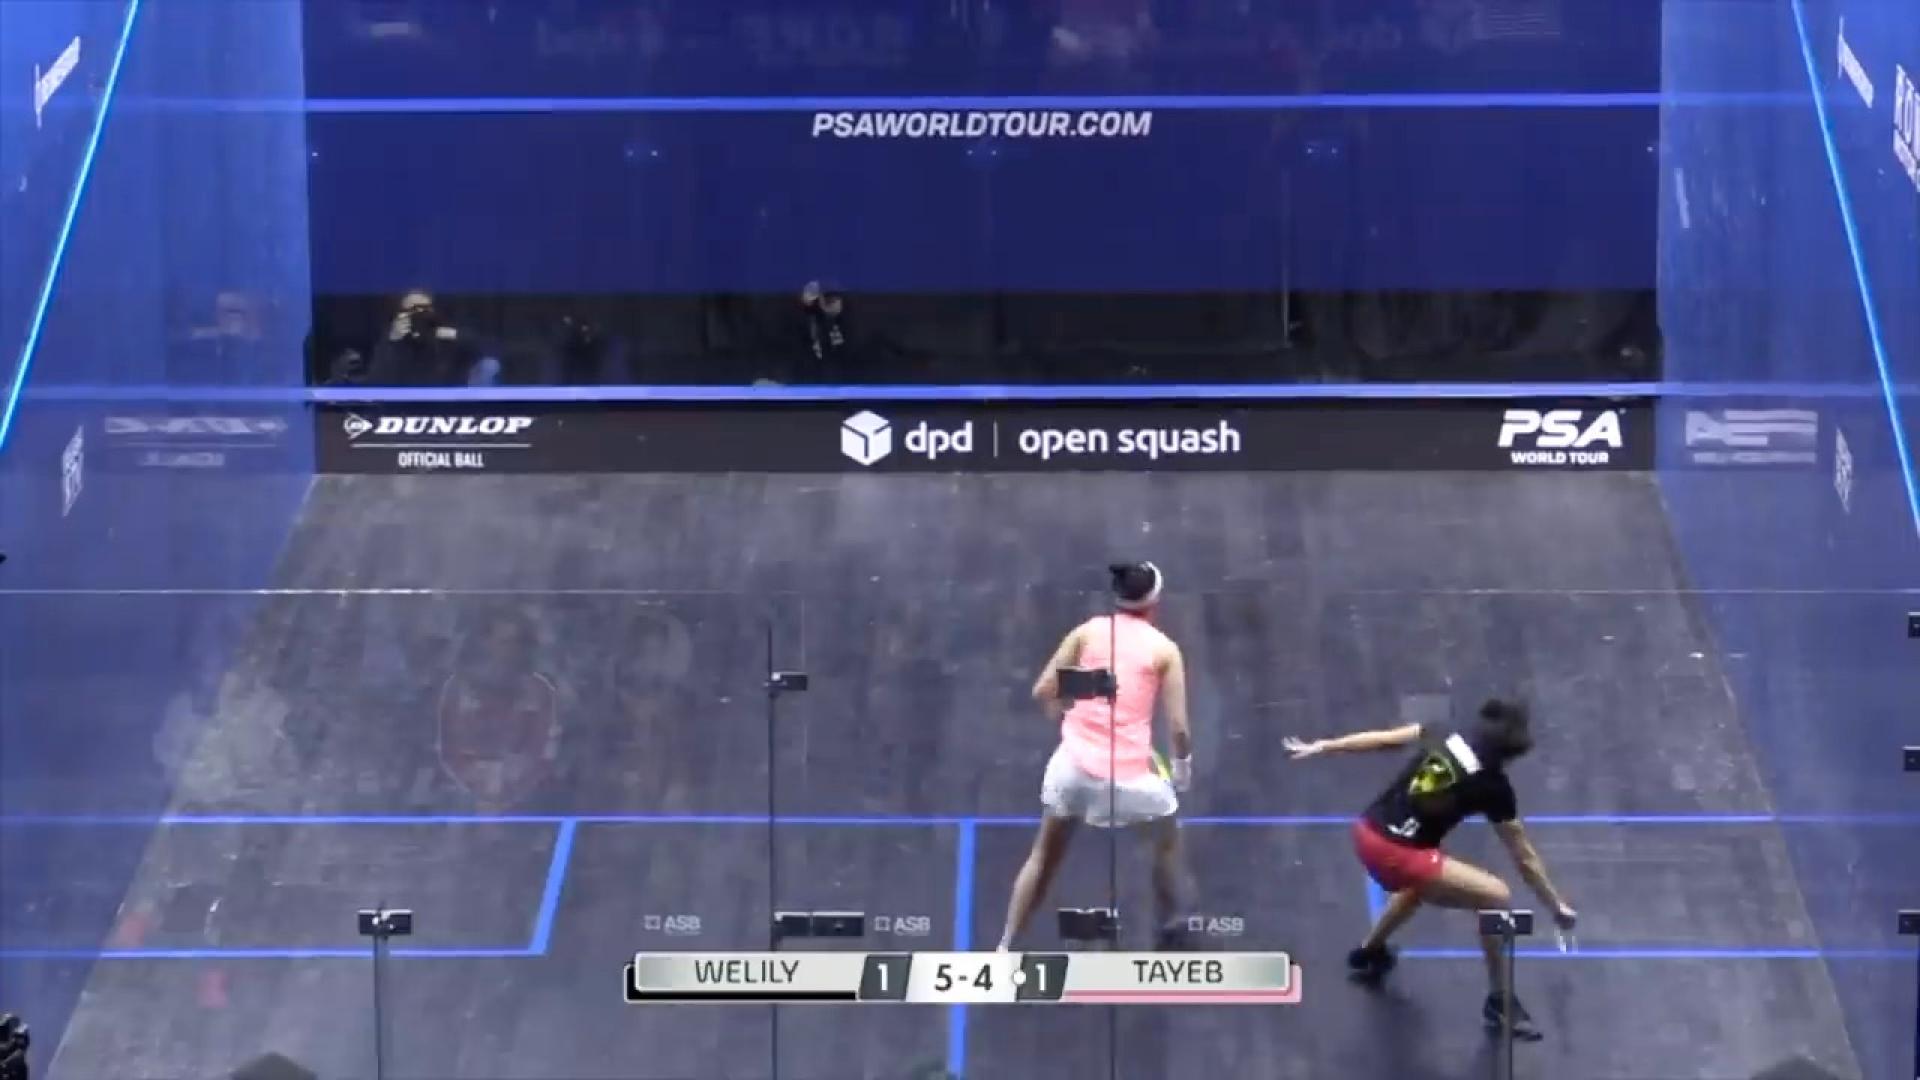 PSAWORLDTOUR.COM
DUNLOP
OFFICIAL BALL
dpd | open squash
PSA
WORLD TOUR
ASB ASB ASB
WELILY 1 5-4 1 TAYEB